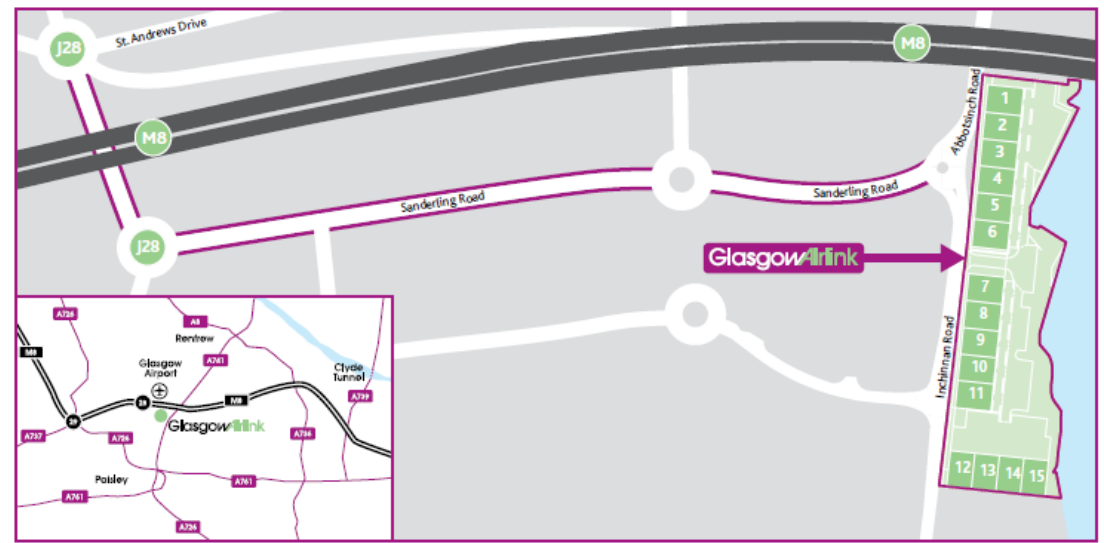 J28
St. Andrews Drive
M8
M8
Abbotsinch Road
1
2
3
4
5
6
Sanderling Road
Sanderling Road
J28
GlasgowAirlink
7
8
9
10
11
Inchinnan Road
12 13 14 15
A726
A8
Renfrew
M8
A741
Glasgow
Airport
Clyde
Tunnel
28
M8
A739
29
GlasgowAirlink
A737
A726
A736
Paisley
A761
A761
A726